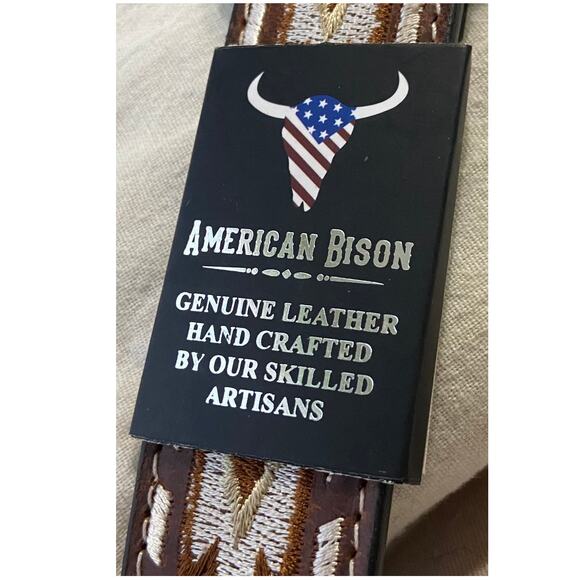 AMERICAN BISON
GENUINE LEATHER
HAND CRAFTED
BY OUR SKILLED
ARTISANS